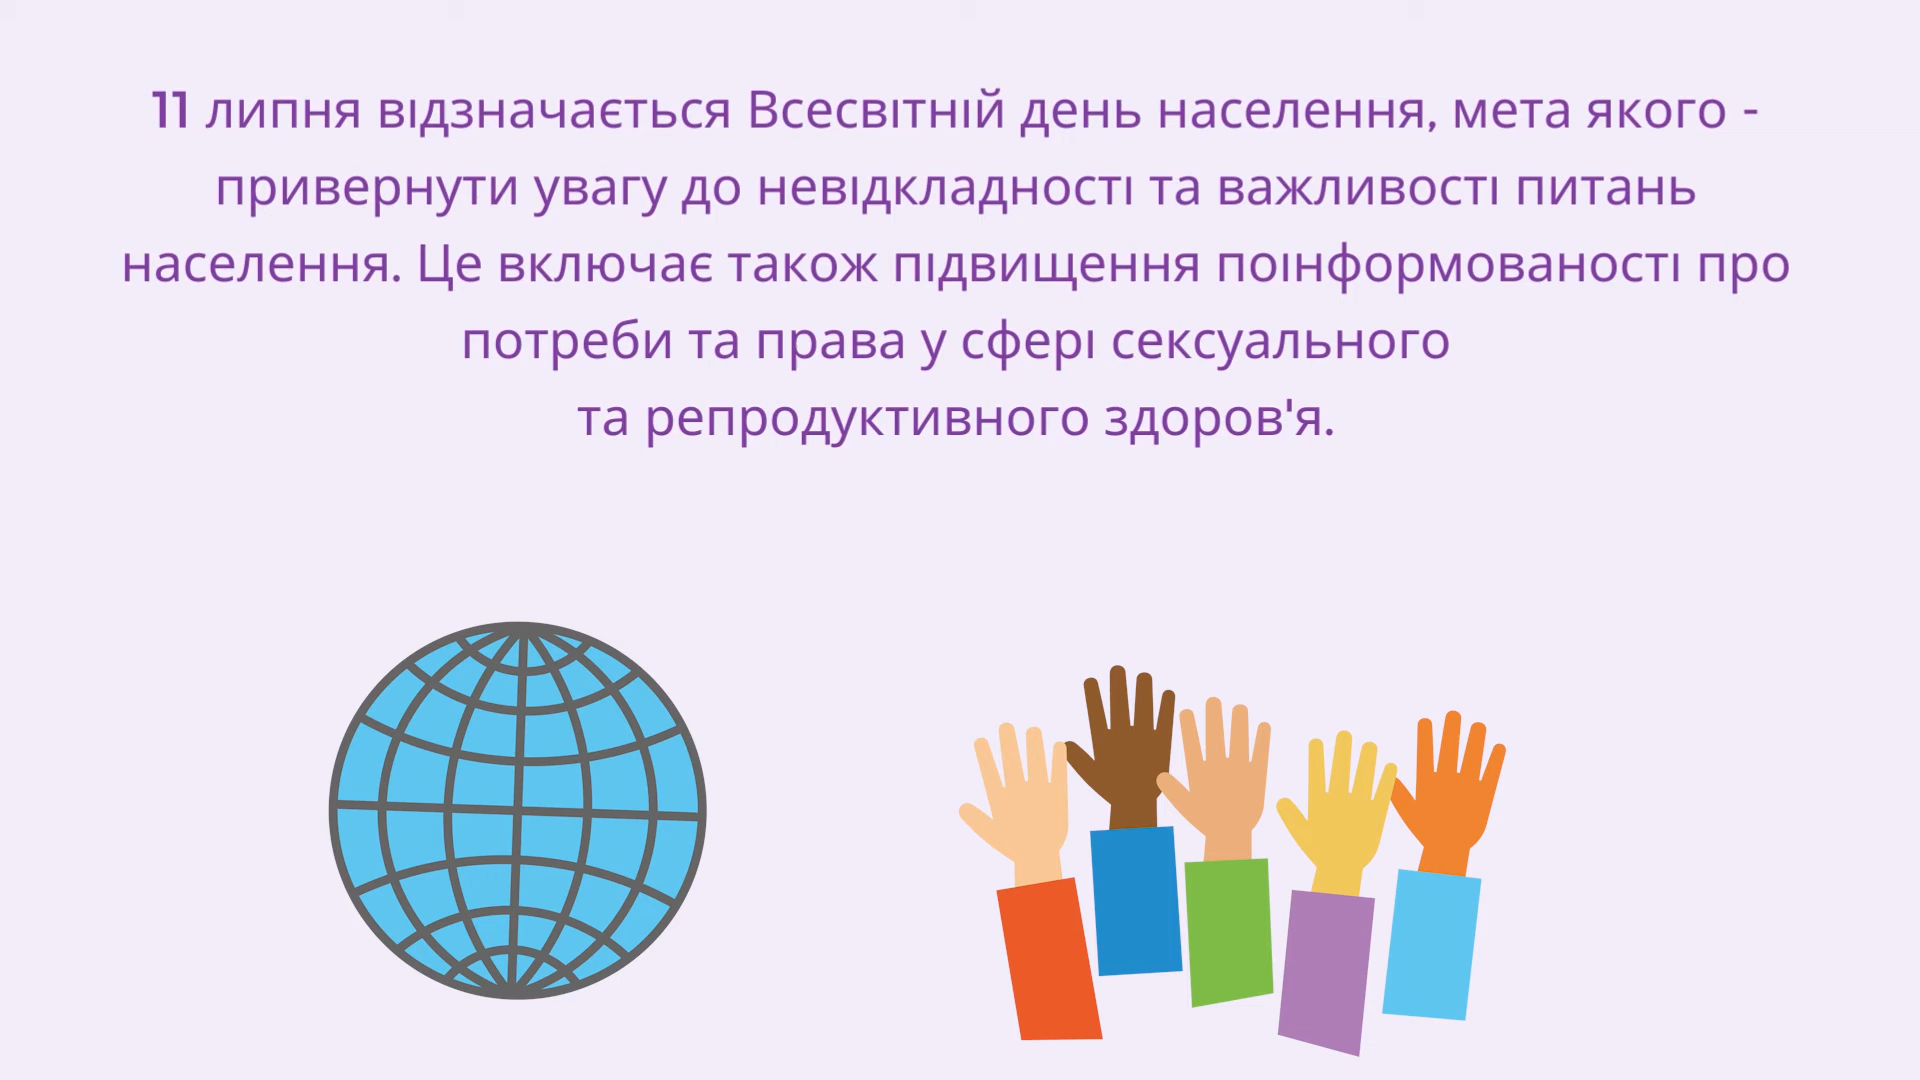 11 липня відзначається Всесвітній день населення, мета якого -
привернути увагу до невідкладності та важливості питань
населення. Це включає також підвищення поінформованості про
потреби та права у сфері сексуального
та репродуктивного здоров'я.